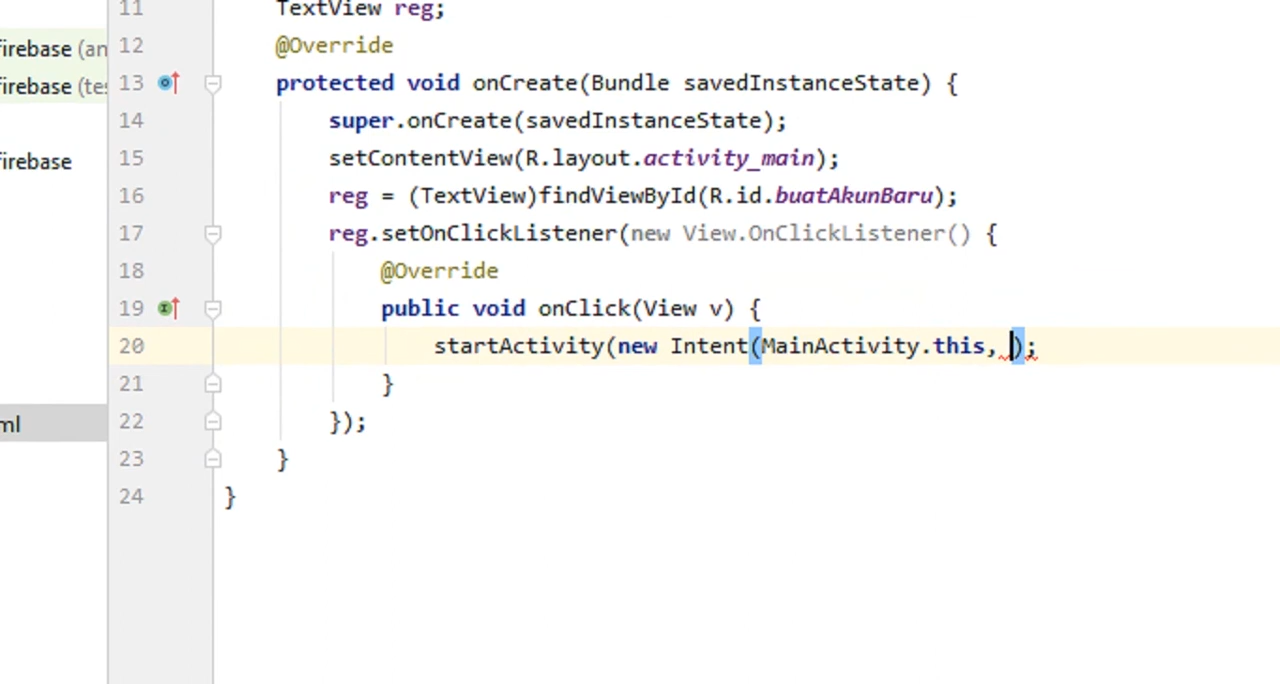 11 TextView reg;
firebase (an 12 @Override
firebase (tes 13 protected void onCreate(Bundle savedInstanceState) {
14 super.onCreate(savedInstanceState);
firebase 15 setContentView(R.layout.activity_main);
16 reg = (TextView)findViewById(R.id.buatAkunBaru);
17 reg.setOnClickListener(new View.OnClickListener() {
18 @Override
19 public void onClick(View v) {
20 startActivity(new Intent(MainActivity.this, );
21 }
ml 22 });
23 }
24 }